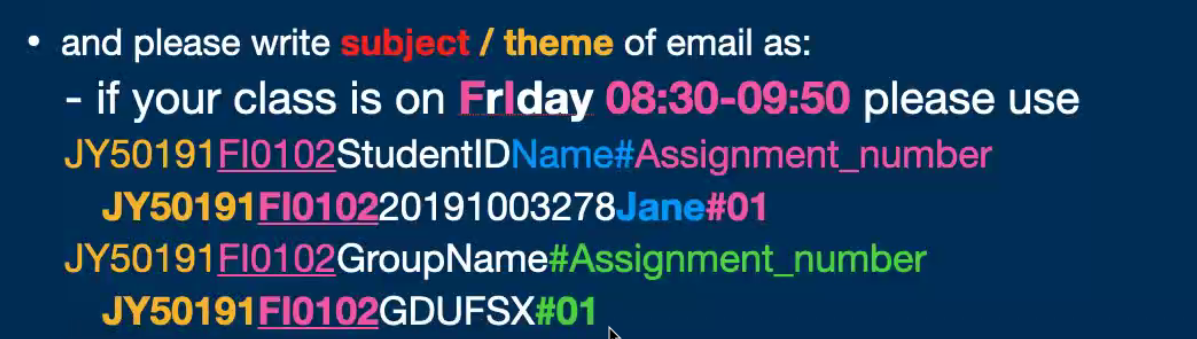 • and please write subject / theme of email as:
- if your class is on FrIday 08:30-09:50 please use
JY50191FI0102StudentIDName#Assignment_number
JY50191FI010220191003278Jane#01
JY50191FI0102GroupName#Assignment_number
JY50191FI0102GDUFSX#01